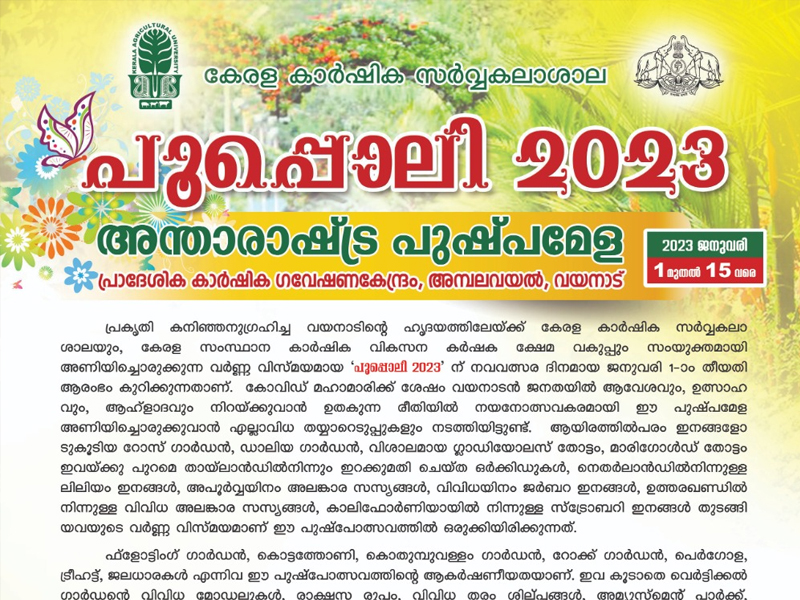 KERALA AGRICULTURAL UNIVERSITY
കേരള കാർഷിക സർവ്വകലാശാല
പൂപ്പൊലി 2023
അന്താരാഷ്ട്ര പുഷ്പമേള
പ്രാദേശിക കാർഷിക ഗവേഷണകേന്ദ്രം, അമ്പലവയൽ, വയനാട്
2023 ജനുവരി
1 മുതൽ 15 വരെ
പ്രകൃതി കനിഞ്ഞനുഗ്രഹിച്ച വയനാടിന്റെ ഹൃദയത്തിലേയ്ക്ക് കേരള കാർഷിക സർവ്വകലാ
ശാലയും, കേരള സംസ്ഥാന കാർഷിക വികസന കർഷക ക്ഷേമ വകുപ്പും സംയുക്തമായി
അണിയിച്ചൊരുക്കുന്ന വർണ്ണ വിസ്മയമായ ‘പൂപ്പൊലി 2023’ ന് നവവത്സര ദിനമായ ജനുവരി 1-ാം തീയതി
ആരംഭം കുറിക്കുന്നതാണ്. കോവിഡ് മഹാമാരിക്ക് ശേഷം വയനാടൻ ജനതയിൽ ആവേശവും, ഉത്സാഹ
വും, ആഹ്ളാദവും നിറയ്ക്കുവാൻ ഉതകുന്ന രീതിയിൽ നയനോത്സവകരമായി ഈ പുഷ്പമേള
അണിയിച്ചൊരുക്കുവാൻ എല്ലാവിധ തയ്യാറെടുപ്പുകളും നടത്തിയിട്ടുണ്ട്. ആയിരത്തിൽപരം ഇനങ്ങളോ
ടുകൂടിയ റോസ് ഗാർഡൻ, ഡാലിയ ഗാർഡൻ, വിശാലമായ ഗ്ലാഡിയോലസ് തോട്ടം, മാരിഗോൾഡ് തോട്ടം
ഇവയ്ക്കു പുറമെ തായ്ലാൻഡിൽനിന്നും ഇറക്കുമതി ചെയ്ത ഒർക്കിഡുകൾ, നെതർലാൻഡിൽനിന്നുള്ള
ലിലിയം ഇനങ്ങൾ, അപൂർവ്വയിനം അലങ്കാര സസ്യങ്ങൾ, വിവിധയിനം ജർബറ ഇനങ്ങൾ, ഉത്തരഖണ്ഡിൽ
നിന്നുള്ള വിവിധ അലങ്കാര സസ്യങ്ങൾ, കാലിഫോർണിയായിൽ നിന്നുള്ള സ്ട്രോബറി ഇനങ്ങൾ തുടങ്ങി
യവയുടെ വർണ്ണ വിസ്മയമാണ് ഈ പുഷ്പോത്സവത്തിൽ ഒരുക്കിയിരിക്കുന്നത്.
ഫ്ളോട്ടിംഗ് ഗാർഡൻ, കൊട്ടത്തോണി, കൊതുമ്പുവള്ളം ഗാർഡൻ, റോക്ക് ഗാർഡൻ, പെർഗോള,
ട്രീഹട്ട്, ജലധാരകൾ എന്നിവ ഈ പുഷ്പോത്സവത്തിന്റെ ആകർഷണീയതയാണ്. ഇവ കൂടാതെ വെർട്ടിക്കൽ
ഗാർഡന്റെ വിവിധ മോഡലുകൾ, രാക്ഷസ രൂപം, വിവിധ തരം ശില്പങ്ങൾ, അമ്യുസ്മെന്റ് പാർക്ക്,